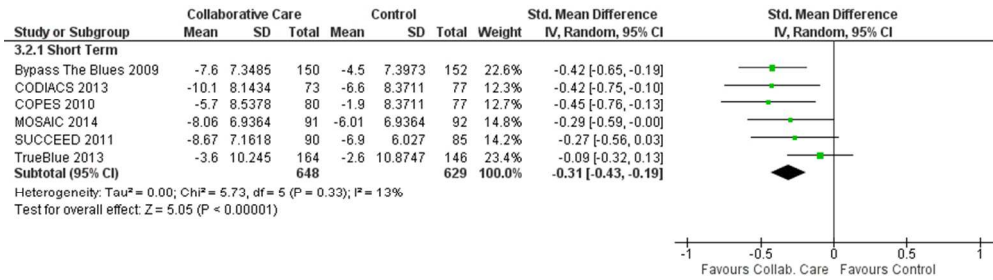 Collaborative Care Control Std. Mean Difference Std. Mean Difference
Study or Subgroup Mean SD Total Mean SD Total Weight IV, Random, 95% CI IV, Random, 95% CI
3.2.1 Short Term
Bypass The Blues 2009 -7.6 7.3485 150 -4.5 7.3973 152 22.6% -0.42 [-0.65, -0.19]
CODIACS 2013 -10.1 8.1434 73 -6.6 8.3711 77 12.3% -0.42 [-0.75, -0.10]
COPES 2010 -5.7 8.5378 80 -1.9 8.3711 77 12.7% -0.45 [-0.76, -0.13]
MOSAIC 2014 -8.06 6.9364 91 -6.01 6.9364 92 14.8% -0.29 [-0.59, -0.00]
SUCCEED 2011 -8.67 7.1618 90 -6.9 6.027 85 14.2% -0.27 [-0.56, 0.03]
TrueBlue 2013 -3.6 10.245 164 -2.6 10.8747 146 23.4% -0.09 [-0.32, 0.13]
Subtotal (95% CI) 648 629 100.0% -0.31 [-0.43, -0.19]
Heterogeneity: Tau² = 0.00; Chi² = 5.73, df = 5 (P = 0.33); I² = 13%
Test for overall effect: Z = 5.05 (P < 0.00001)
-1 -0.5 0 0.5 1
Favours Collab. Care Favours Control